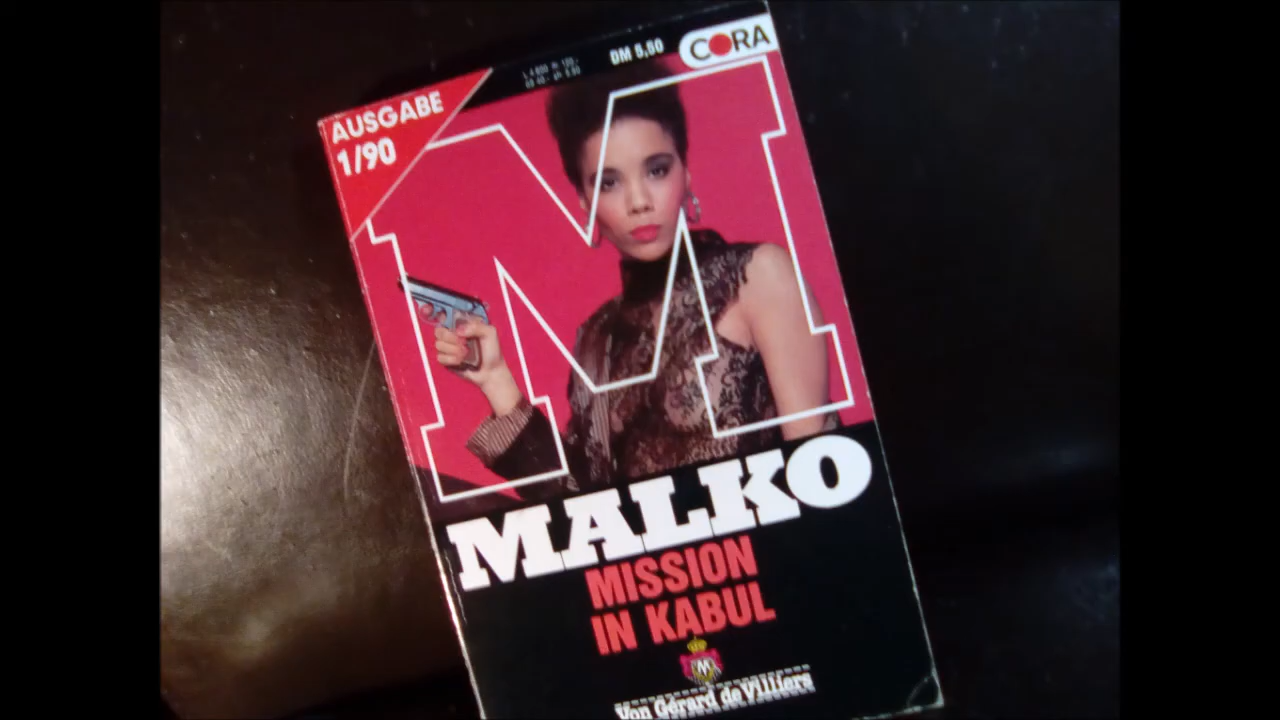 AUSGABE
1/90
DM 5,80
CORA
M
MALKO
MISSION
IN KABUL
M
Von Gérard de Villiers